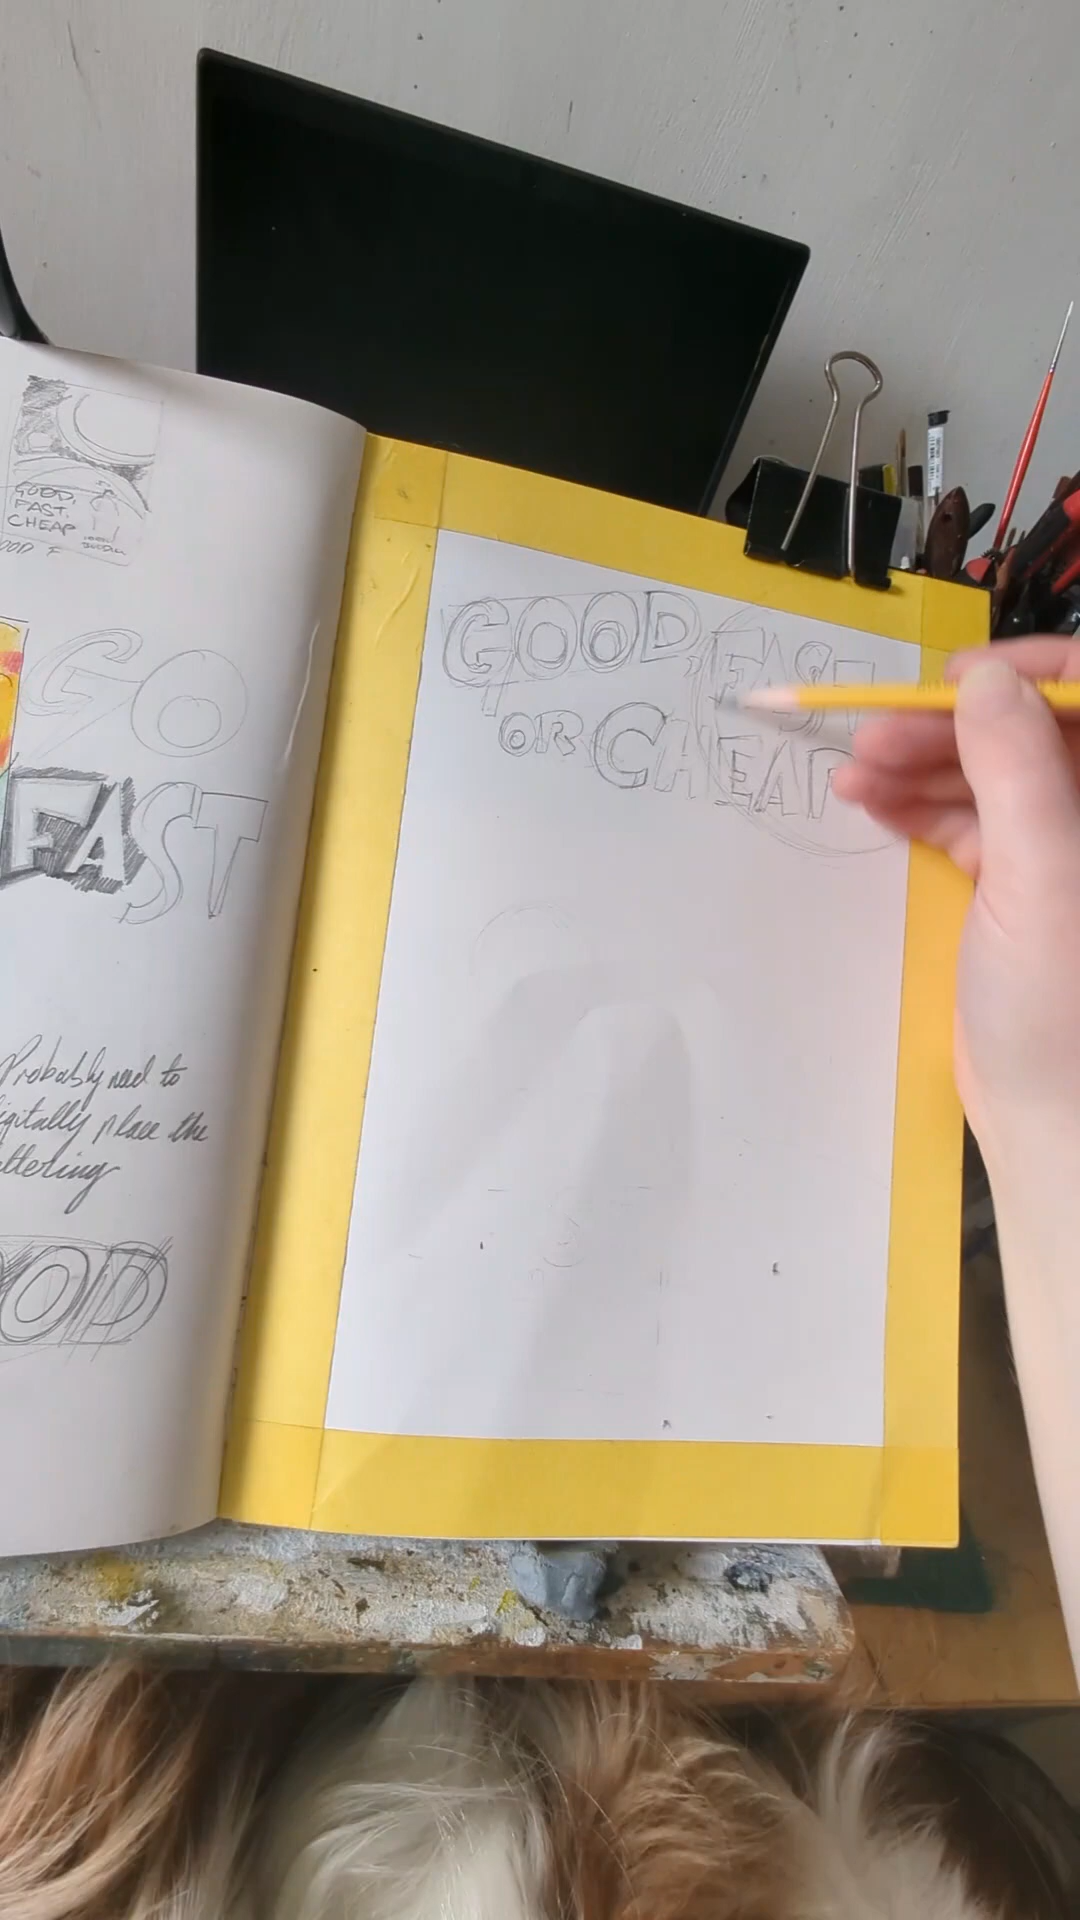 GOOD,
FAST.
CHEAP
GO
FAST
Probably need to
digitally place the
lettering
OOD
GOOD, FAST
OR CHEAP